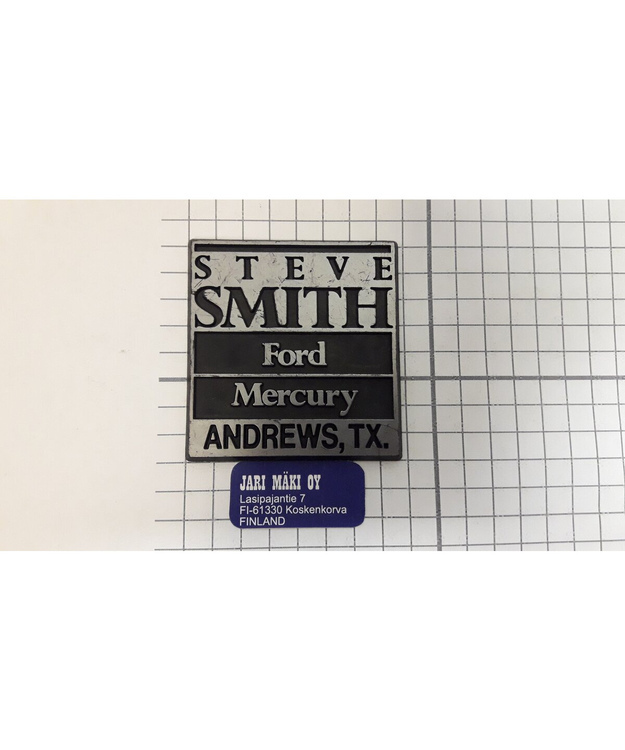 STEVE
SMITH
Ford
Mercury
ANDREWS, TX.
JARI MÄKI OY
Lasipajantie 7
FI-61330 Koskenkorva
FINLAND